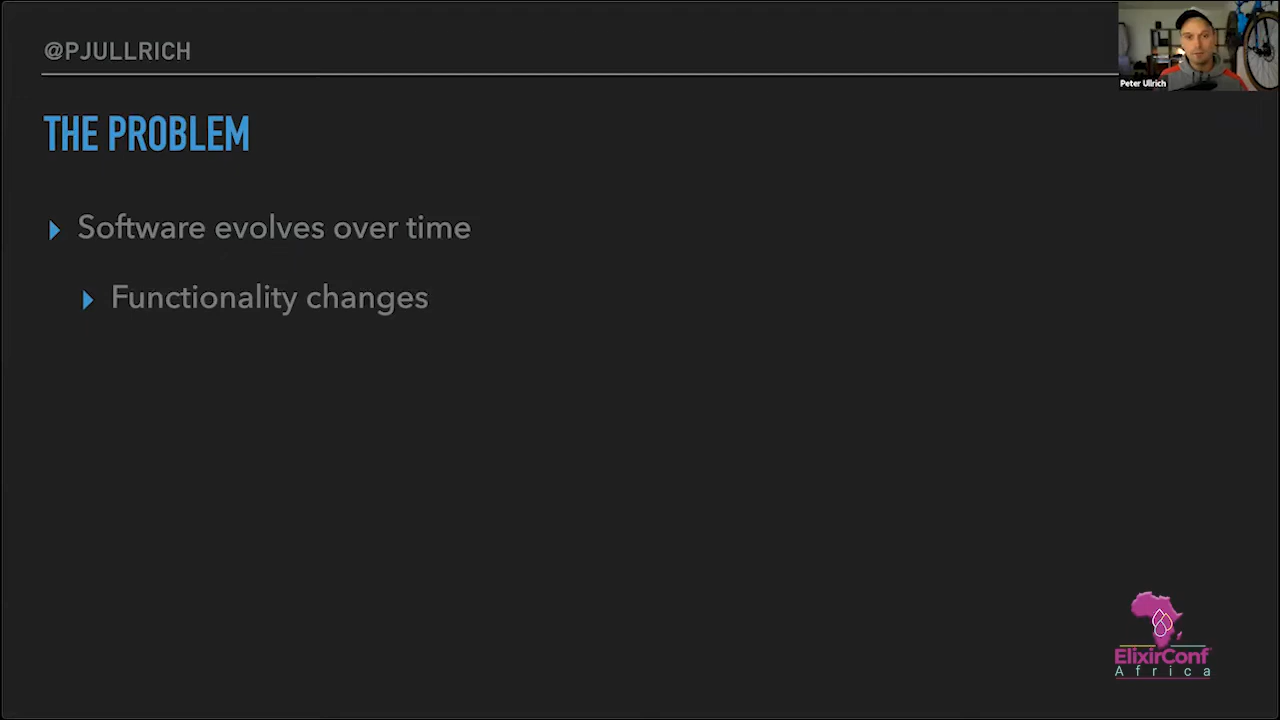 @PJULLRICH
Peter Ullrich
THE PROBLEM
Software evolves over time
Functionality changes
ElixirConf
Africa